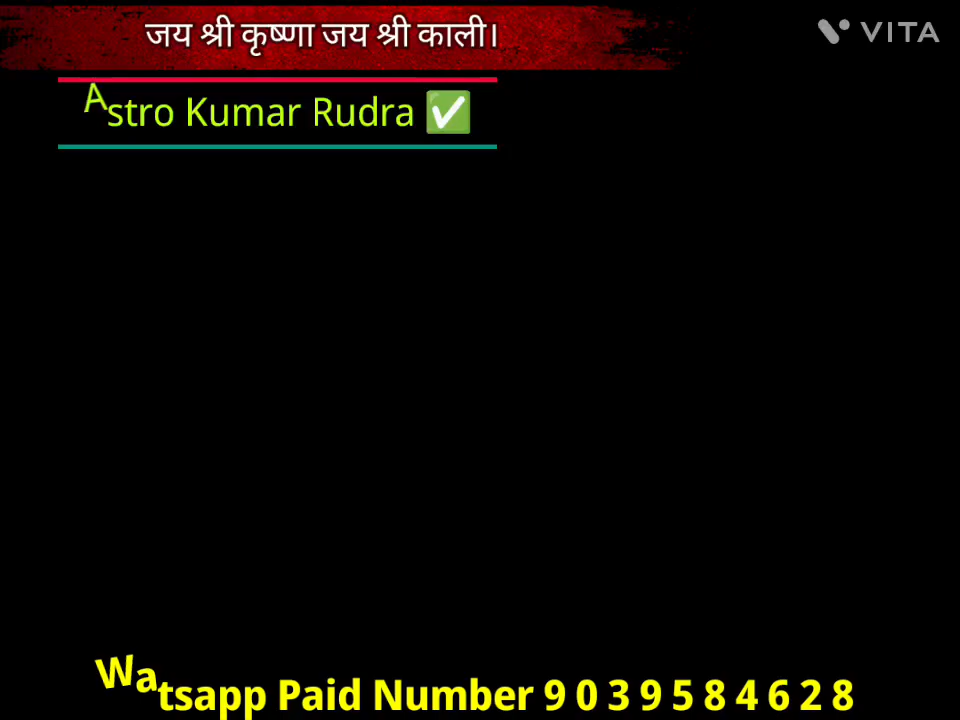 जय श्री कृष्णा जय श्री काली।
VITA
Astro Kumar Rudra ✅
Watsapp Paid Number 9 0 3 9 5 8 4 6 2 8